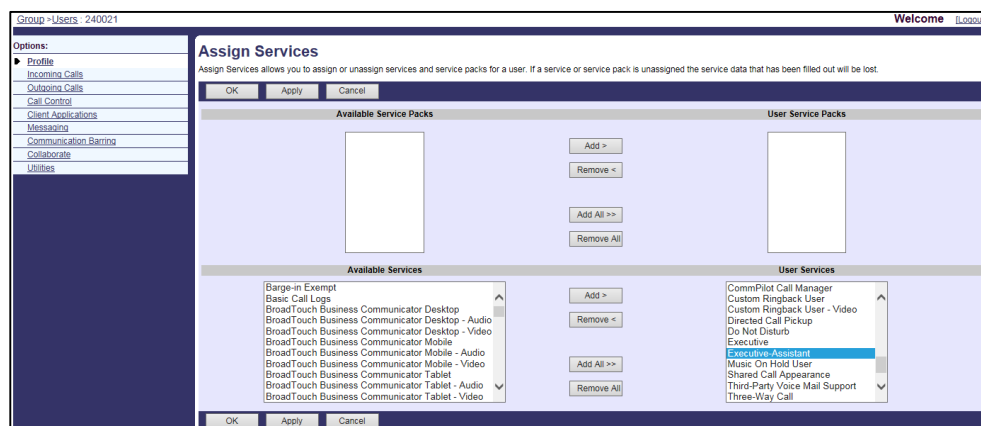 Group >Users : 240021
Welcome [Logou
Options:
Profile
Incoming Calls
Outgoing Calls
Call Control
Client Applications
Messaging
Communication Barring
Collaborate
Utilities
Assign Services
Assign Services allows you to assign or unassign services and service packs for a user. If a service or service pack is unassigned the service data that has been filled out will be lost.
OK Apply Cancel
Available Service Packs User Service Packs
Add >
Remove <
Add All >>
Remove All
Available Services User Services
Barge-in Exempt
Basic Call Logs
BroadTouch Business Communicator Desktop
BroadTouch Business Communicator Desktop - Audio
BroadTouch Business Communicator Desktop - Video
BroadTouch Business Communicator Mobile
BroadTouch Business Communicator Mobile - Audio
BroadTouch Business Communicator Mobile - Video
BroadTouch Business Communicator Tablet
BroadTouch Business Communicator Tablet - Audio
BroadTouch Business Communicator Tablet - Video
Add >
Remove <
Add All >>
Remove All
CommPilot Call Manager
Custom Ringback User
Custom Ringback User - Video
Directed Call Pickup
Do Not Disturb
Executive
Executive-Assistant
Music On Hold User
Shared Call Appearance
Third-Party Voice Mail Support
Three-Way Call
OK Apply Cancel